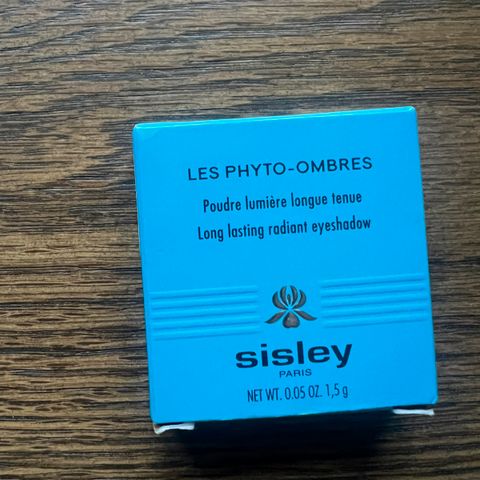 LES PHYTO-OMBRES
Poudre lumière longue tenue
Long lasting radiant eyeshadow
sisley
PARIS
NET WT. 0.05 OZ. 1,5 g